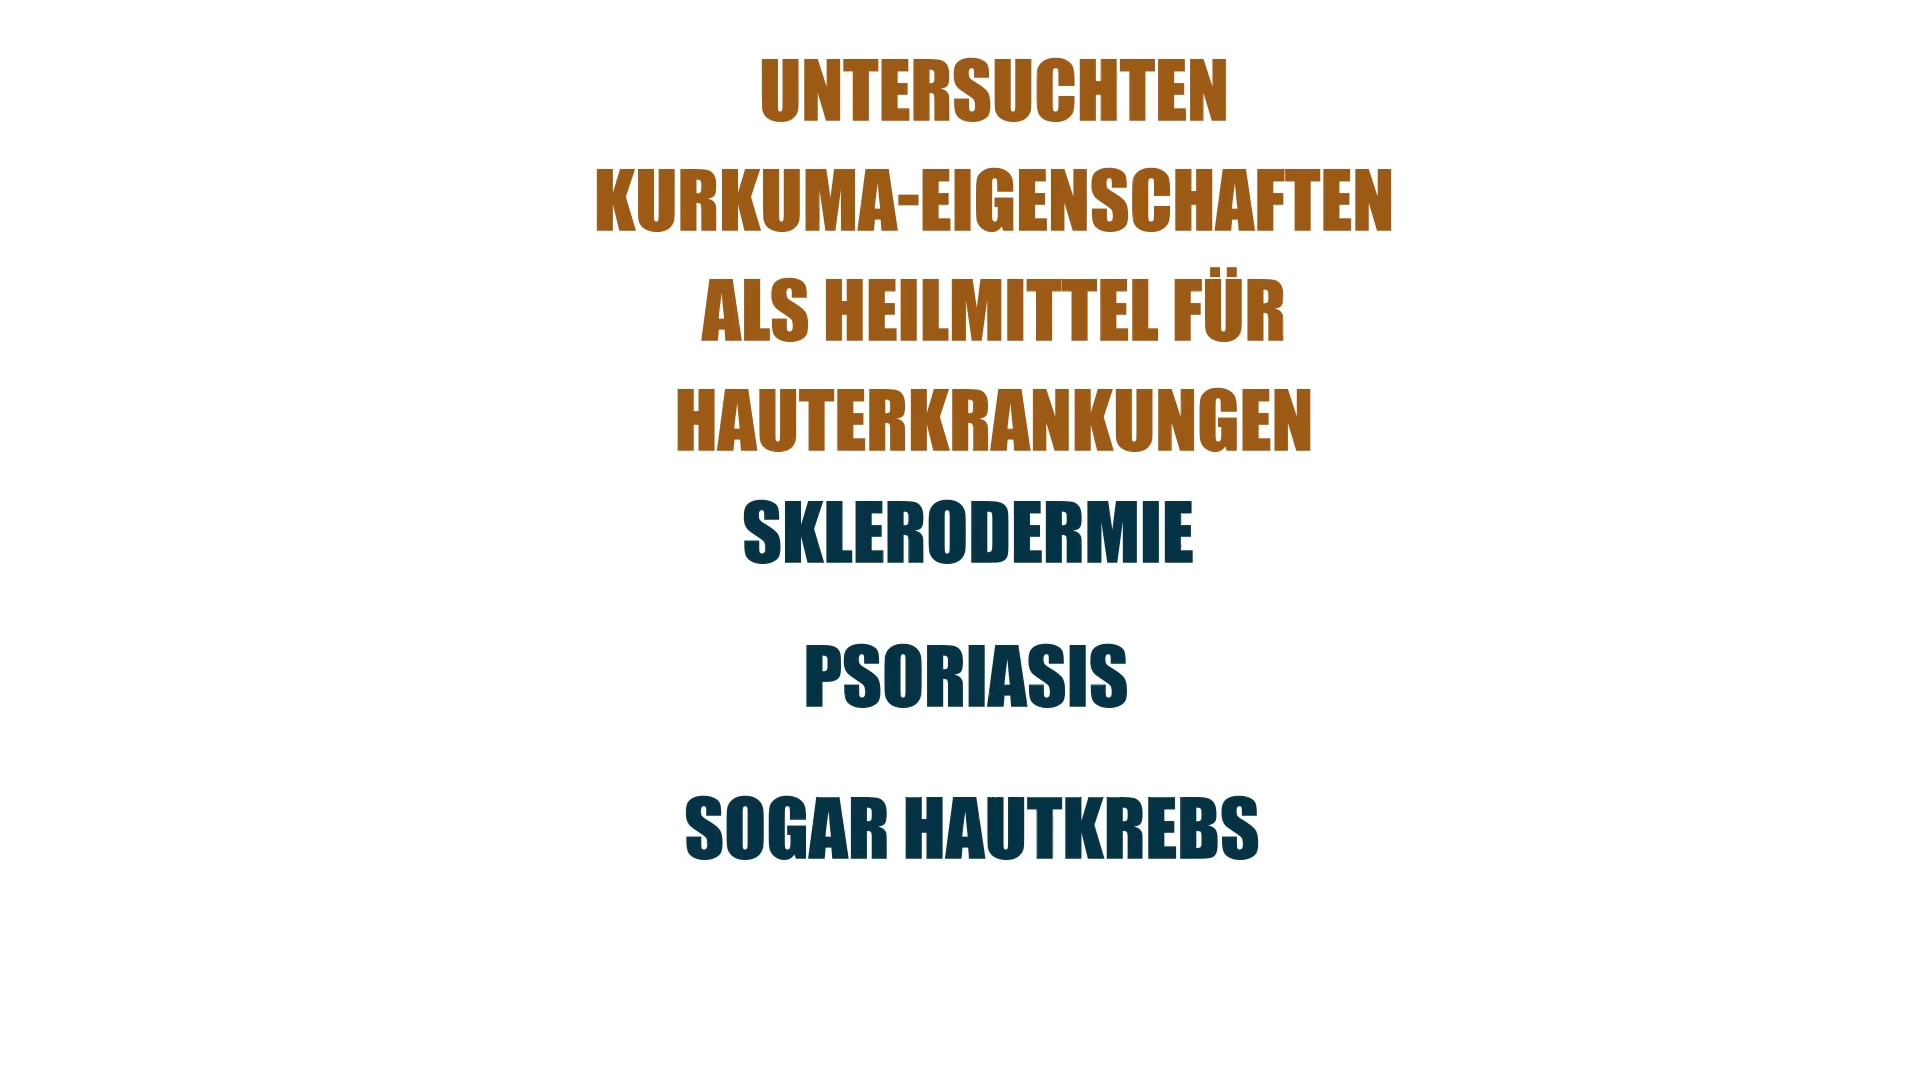 UNTERSUCHTEN
KURKUMA-EIGENSCHAFTEN
ALS HEILMITTEL FÜR
HAUTERKRANKUNGEN
SKLERODERMIE
PSORIASIS
SOGAR HAUTKREBS